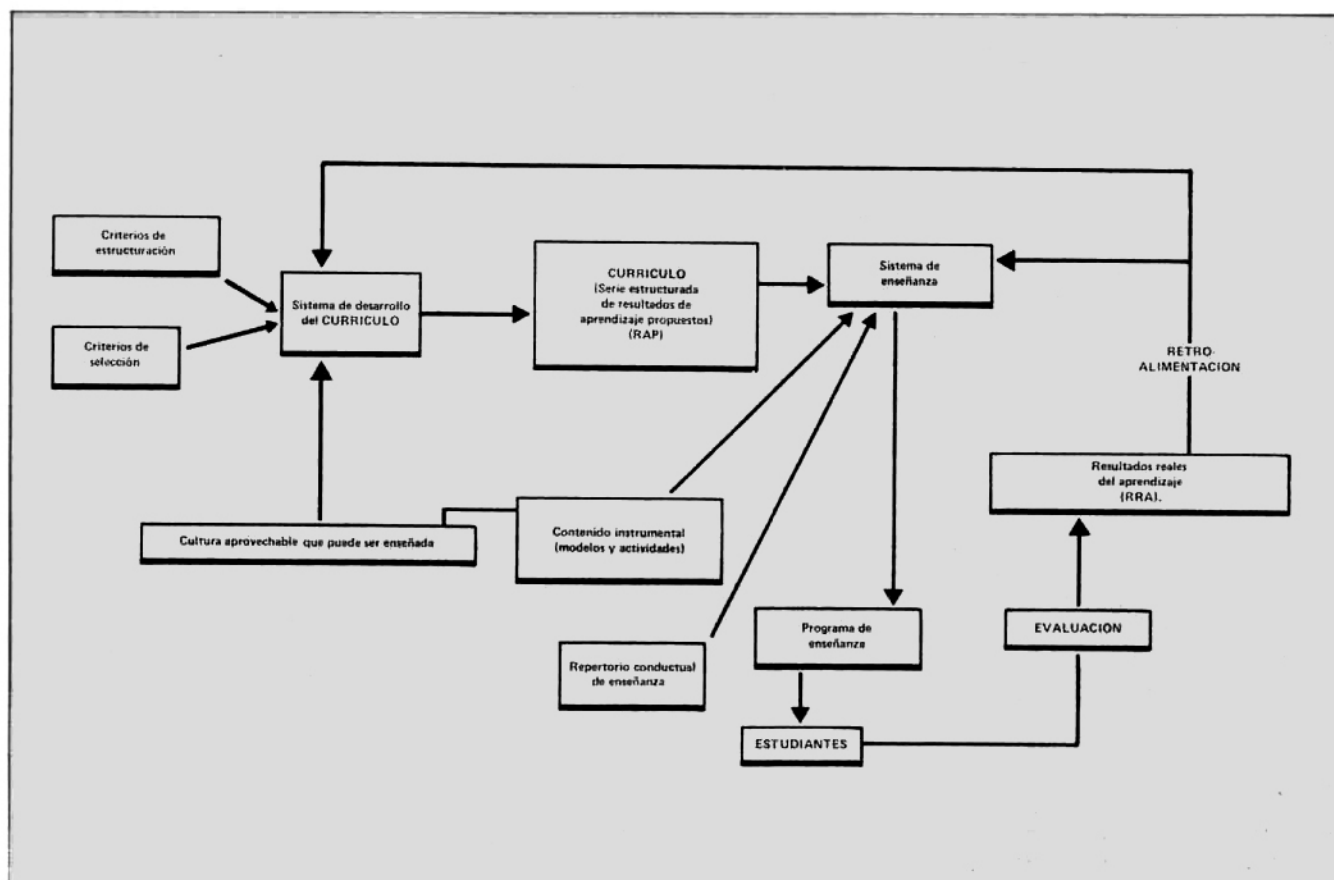 Criterios de
estructuración
Criterios de
selección
Sistema de desarrollo
del CURRICULO
CURRICULO
(Serie estructurada
de resultados de
aprendizaje propuestos)
(RAP)
Sistema de
enseñanza
RETRO-
ALIMENTACION
Resultados reales
del aprendizaje
(RRA).
Cultura aprovechable que puede ser enseñada
Contenido instrumental
(modelos y actividades)
Repertorio conductual
de enseñanza
Programa de
enseñanza
EVALUACION
ESTUDIANTES